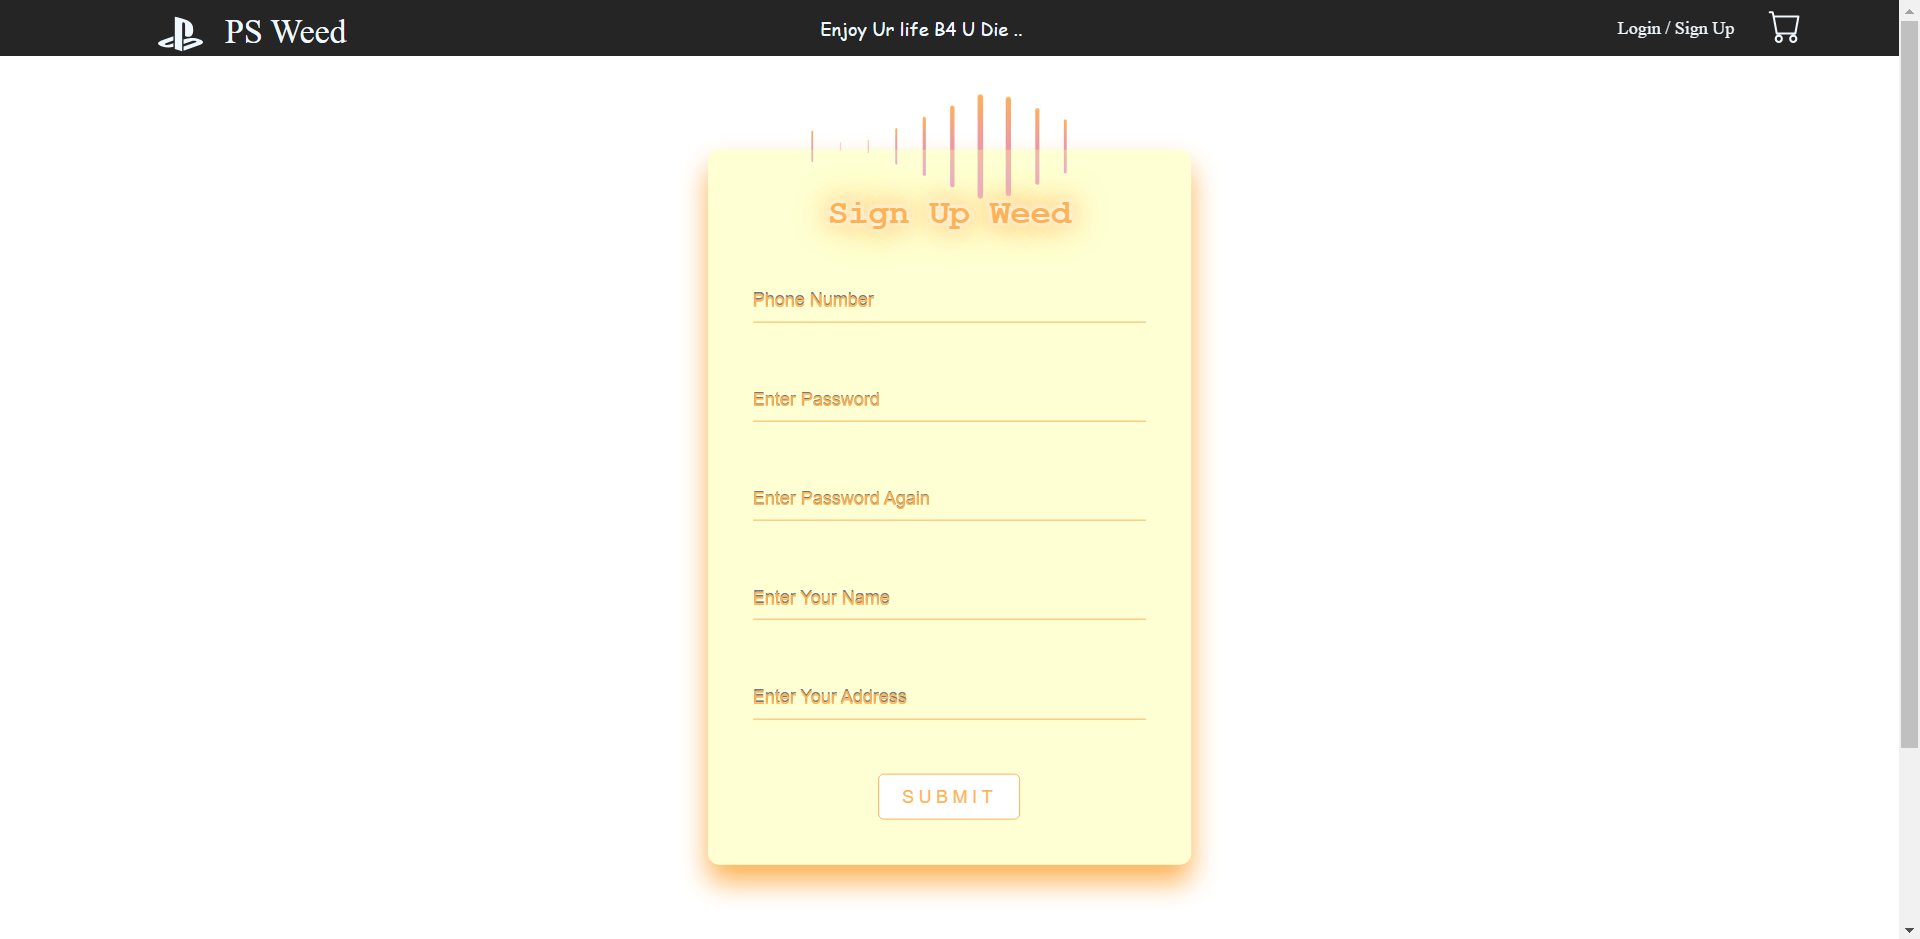 PS Weed
Enjoy Ur life B4 U Die ..
Login / Sign Up
Sign Up Weed
Phone Number
Enter Password
Enter Password Again
Enter Your Name
Enter Your Address
SUBMIT